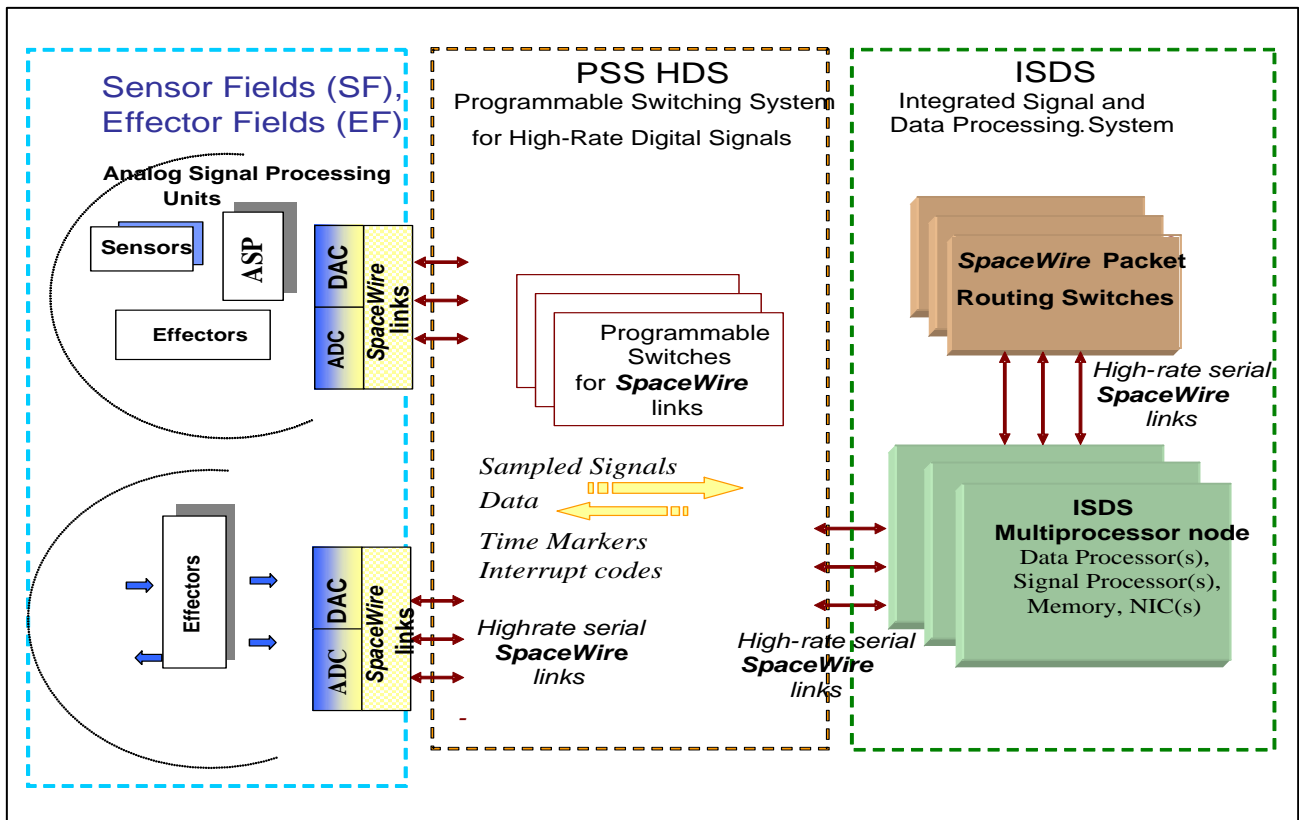 Sensor Fields (SF),
Effector Fields (EF)
Analog Signal Processing
Units
Sensors
ASP
Effectors
DAC
ADC
SpaceWire
links
Effectors
DAC
ADC
SpaceWire
links
PSS HDS
Programmable Switching System
for High-Rate Digital Signals
Programmable
Switches
for SpaceWire
links
Sampled Signals
Data
Time Markers
Interrupt codes
Highrate serial
SpaceWire
links
-
High-rate serial
SpaceWire
links
ISDS
Integrated Signal and
Data Processing.System
SpaceWire Packet
Routing Switches
High-rate serial
SpaceWire
links
ISDS
Multiprocessor node
Data Processor(s),
Signal Processor(s),
Memory, NIC(s)